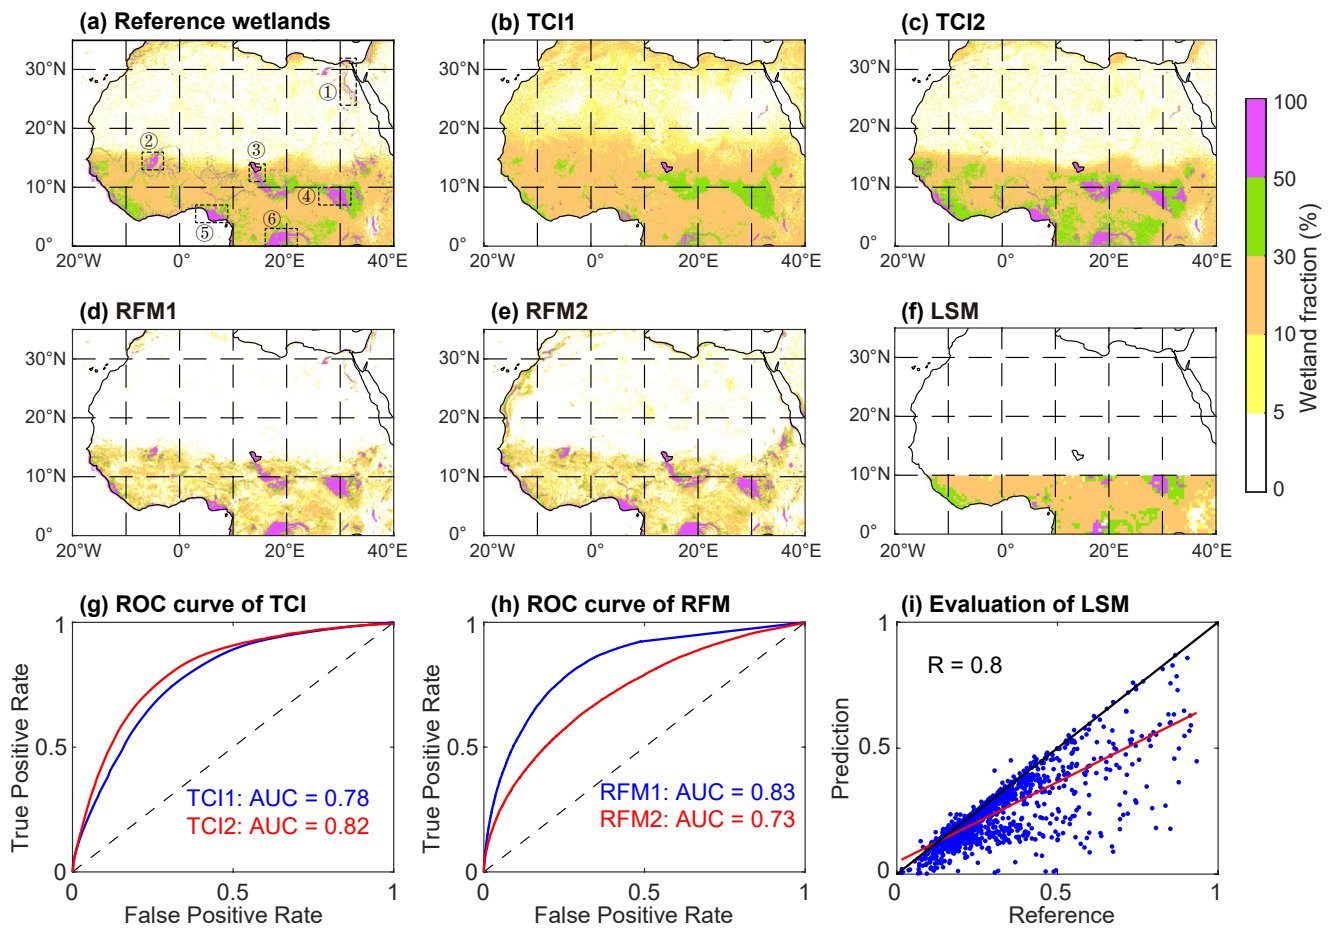 (a) Reference wetlands
(b) TCI1
(c) TCI2
30°N
20°N
10°N
0°
20°W
0°
20°E
40°E
①
②
③
④
⑤
⑥
30°N
20°N
10°N
0°
20°W
0°
20°E
40°E
30°N
20°N
10°N
0°
20°W
0°
20°E
40°E
100
50
30
10
5
0
Wetland fraction (%)
(d) RFM1
(e) RFM2
(f) LSM
30°N
20°N
10°N
0°
20°W
0°
20°E
40°E
30°N
20°N
10°N
0°
20°W
0°
20°E
40°E
30°N
20°N
10°N
0°
20°W
0°
20°E
40°E
(g) ROC curve of TCI
1
0.5
0
True Positive Rate
TCI1: AUC = 0.78
TCI2: AUC = 0.82
0
0.5
1
False Positive Rate
(h) ROC curve of RFM
1
0.5
0
True Positive Rate
RFM1: AUC = 0.83
RFM2: AUC = 0.73
0
0.5
1
False Positive Rate
(i) Evaluation of LSM
1
0.5
0
Prediction
R = 0.8
0
0.5
1
Reference